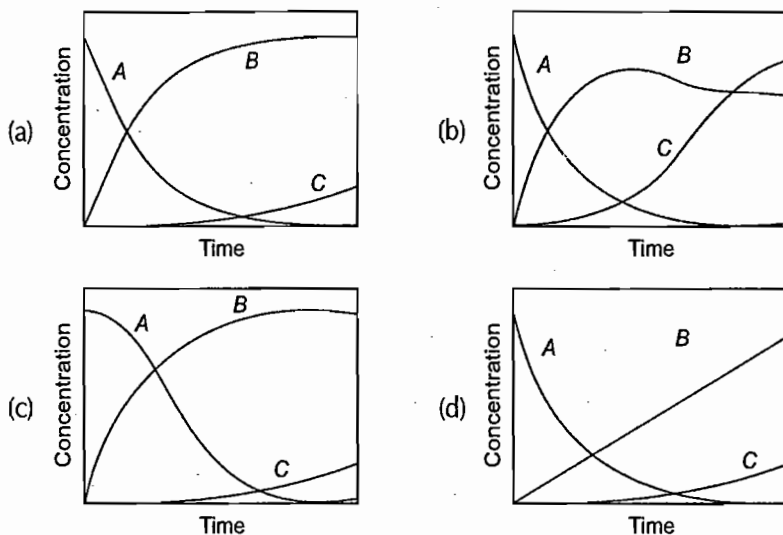 (a)
Concentration
A
B
C
Time
(b)
Concentration
A
B
C
Time
(c)
Concentration
A
B
C
Time
(d)
Concentration
A
B
C
Time